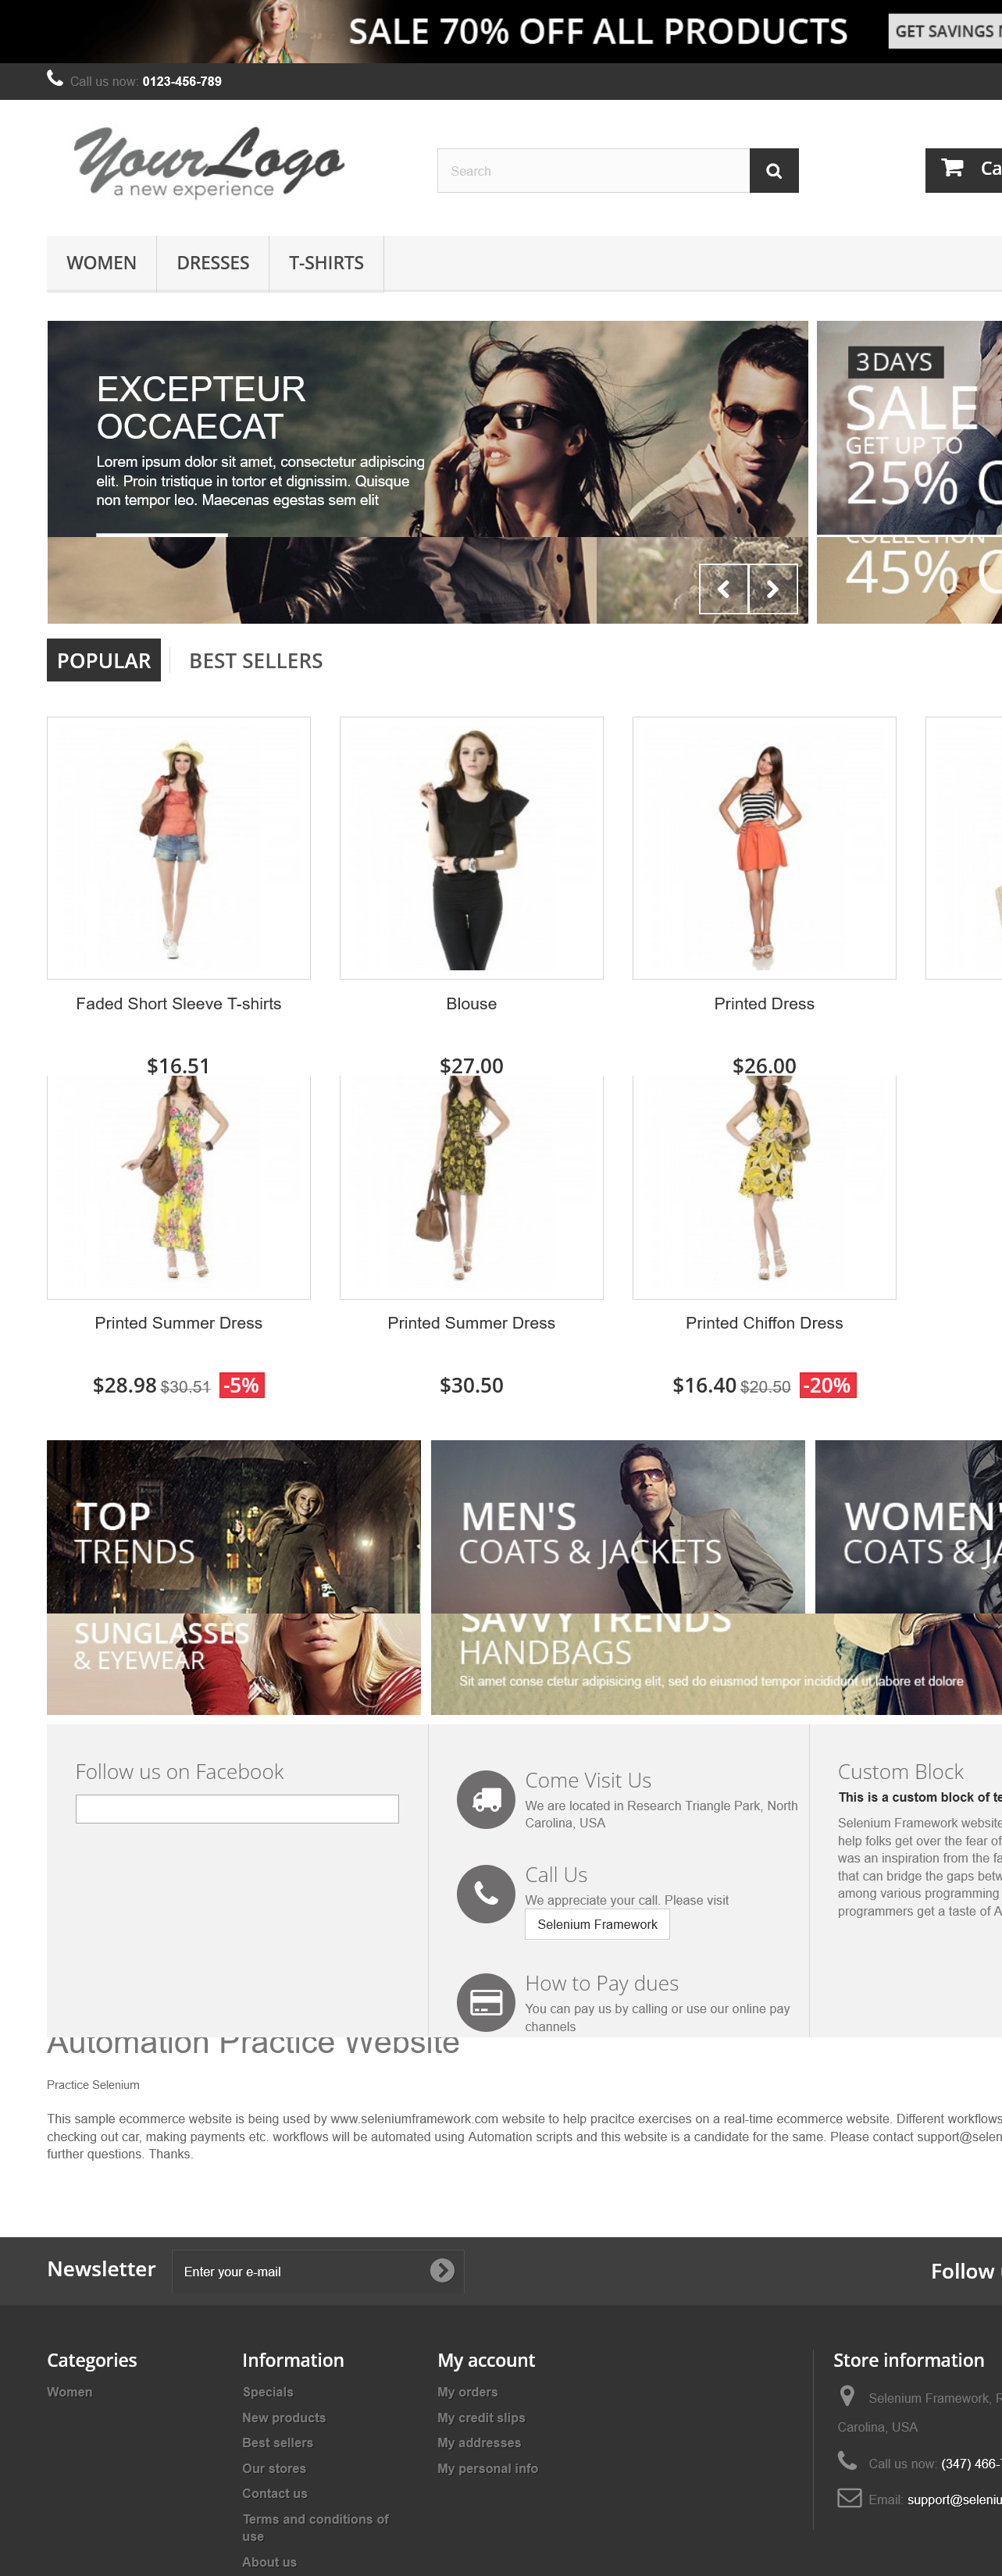 SALE 70% OFF ALL PRODUCTS
GET SAVINGS
Call us now: 0123-456-789
YourLogo
a new experience
Search
WOMEN
DRESSES
T-SHIRTS
EXCEPTEUR
OCCAECAT
Lorem ipsum dolor sit amet, consectetur adipiscing
elit. Proin tristique in tortor et dignissim. Quisque
non tempor leo. Maecenas egestas sem elit
3 DAYS
SALE
GET UP TO
25%
COLLECTION
45%
POPULAR
BEST SELLERS
Faded Short Sleeve T-shirts
Blouse
Printed Dress
$16.51
$27.00
$26.00
Printed Summer Dress
Printed Summer Dress
Printed Chiffon Dress
$28.98 $30.51 -5%
$30.50
$16.40 $20.50 -20%
TOP
TRENDS
MEN'S
COATS & JACKETS
WOMEN'
COATS & JA
SUNGLASSES
& EYEWEAR
SAVVY TRENDS
HANDBAGS
Sit amet conse ctetur adipisicing elit, sed do eiusmod tempor incididunt ut labore et dolore
Follow us on Facebook
Come Visit Us
We are located in Research Triangle Park, North
Carolina, USA
Call Us
We appreciate your call. Please visit
Selenium Framework
How to Pay dues
You can pay us by calling or use our online pay
channels
Custom Block
This is a custom block of te
Selenium Framework website
help folks get over the fear of
was an inspiration from the fa
that can bridge the gaps betw
among various programming
programmers get a taste of A
Automation Practice Website
Practice Selenium
This sample ecommerce website is being used by www.seleniumframework.com website to help pracitce exercises on a real-time ecommerce website. Different workflows
checking out car, making payments etc. workflows will be automated using Automation scripts and this website is a candidate for the same. Please contact support@selen
further questions. Thanks.
Newsletter
Enter your e-mail
Follow
Categories
Women
Information
Specials
New products
Best sellers
Our stores
Contact us
Terms and conditions of
use
About us
My account
My orders
My credit slips
My addresses
My personal info
Store information
Selenium Framework, R
Carolina, USA
Call us now: (347) 466-
Email: support@seleniu